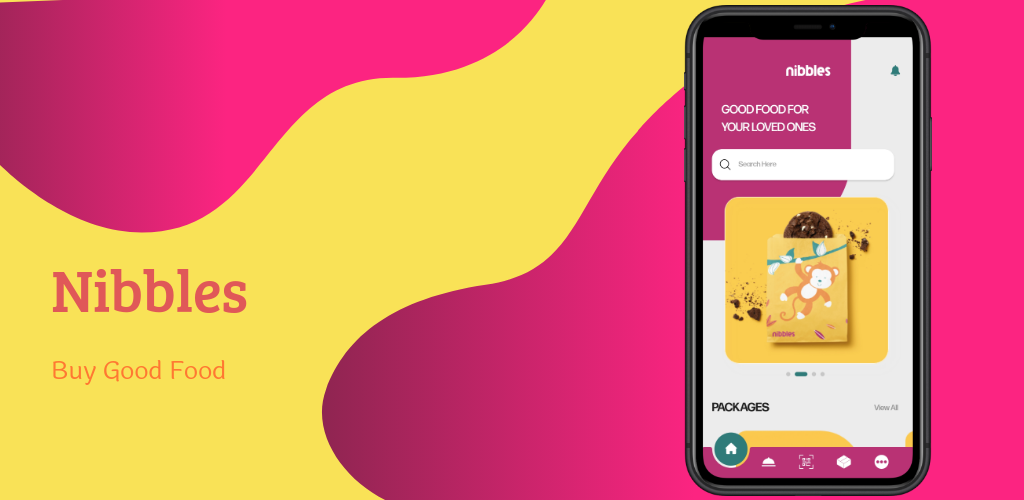 Nibbles
Buy Good Food
nibbles
GOOD FOOD FOR
YOUR LOVED ONES
Search Here
nibbles
PACKAGES
View All